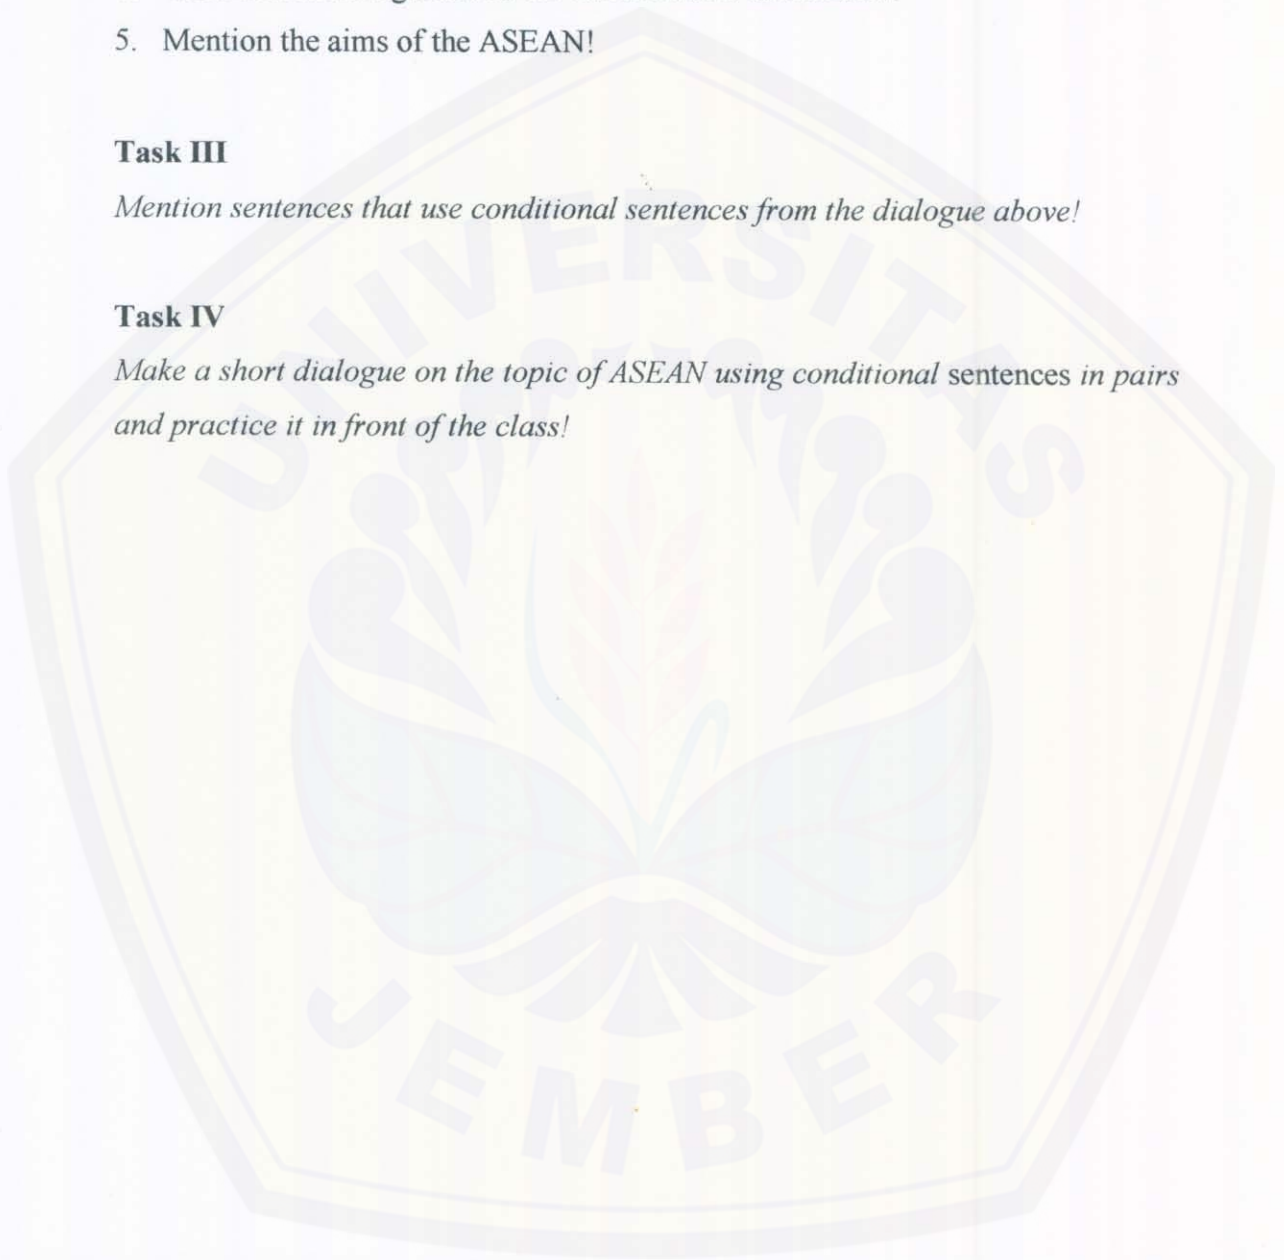 5. Mention the aims of the ASEAN!
Task III
Mention sentences that use conditional sentences from the dialogue above!
Task IV
Make a short dialogue on the topic of ASEAN using conditional sentences in pairs
and practice it in front of the class!
UNIVERSITAS
JEMBER